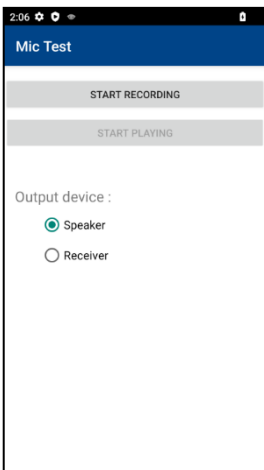 2:06
Mic Test
START RECORDING
START PLAYING
Output device :
Speaker
Receiver